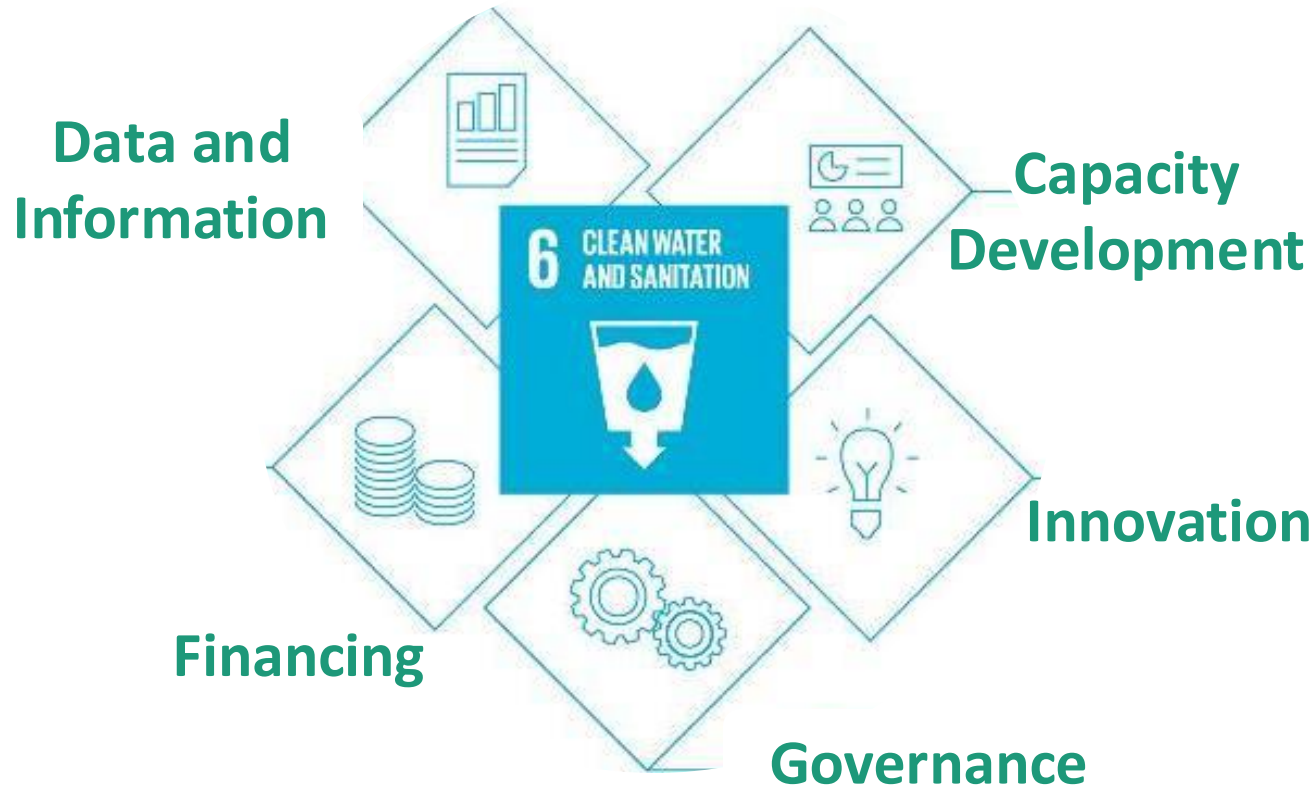 Data and
Information
Capacity
Development
6 CLEAN WATER
AND SANITATION
Innovation
Financing
Governance